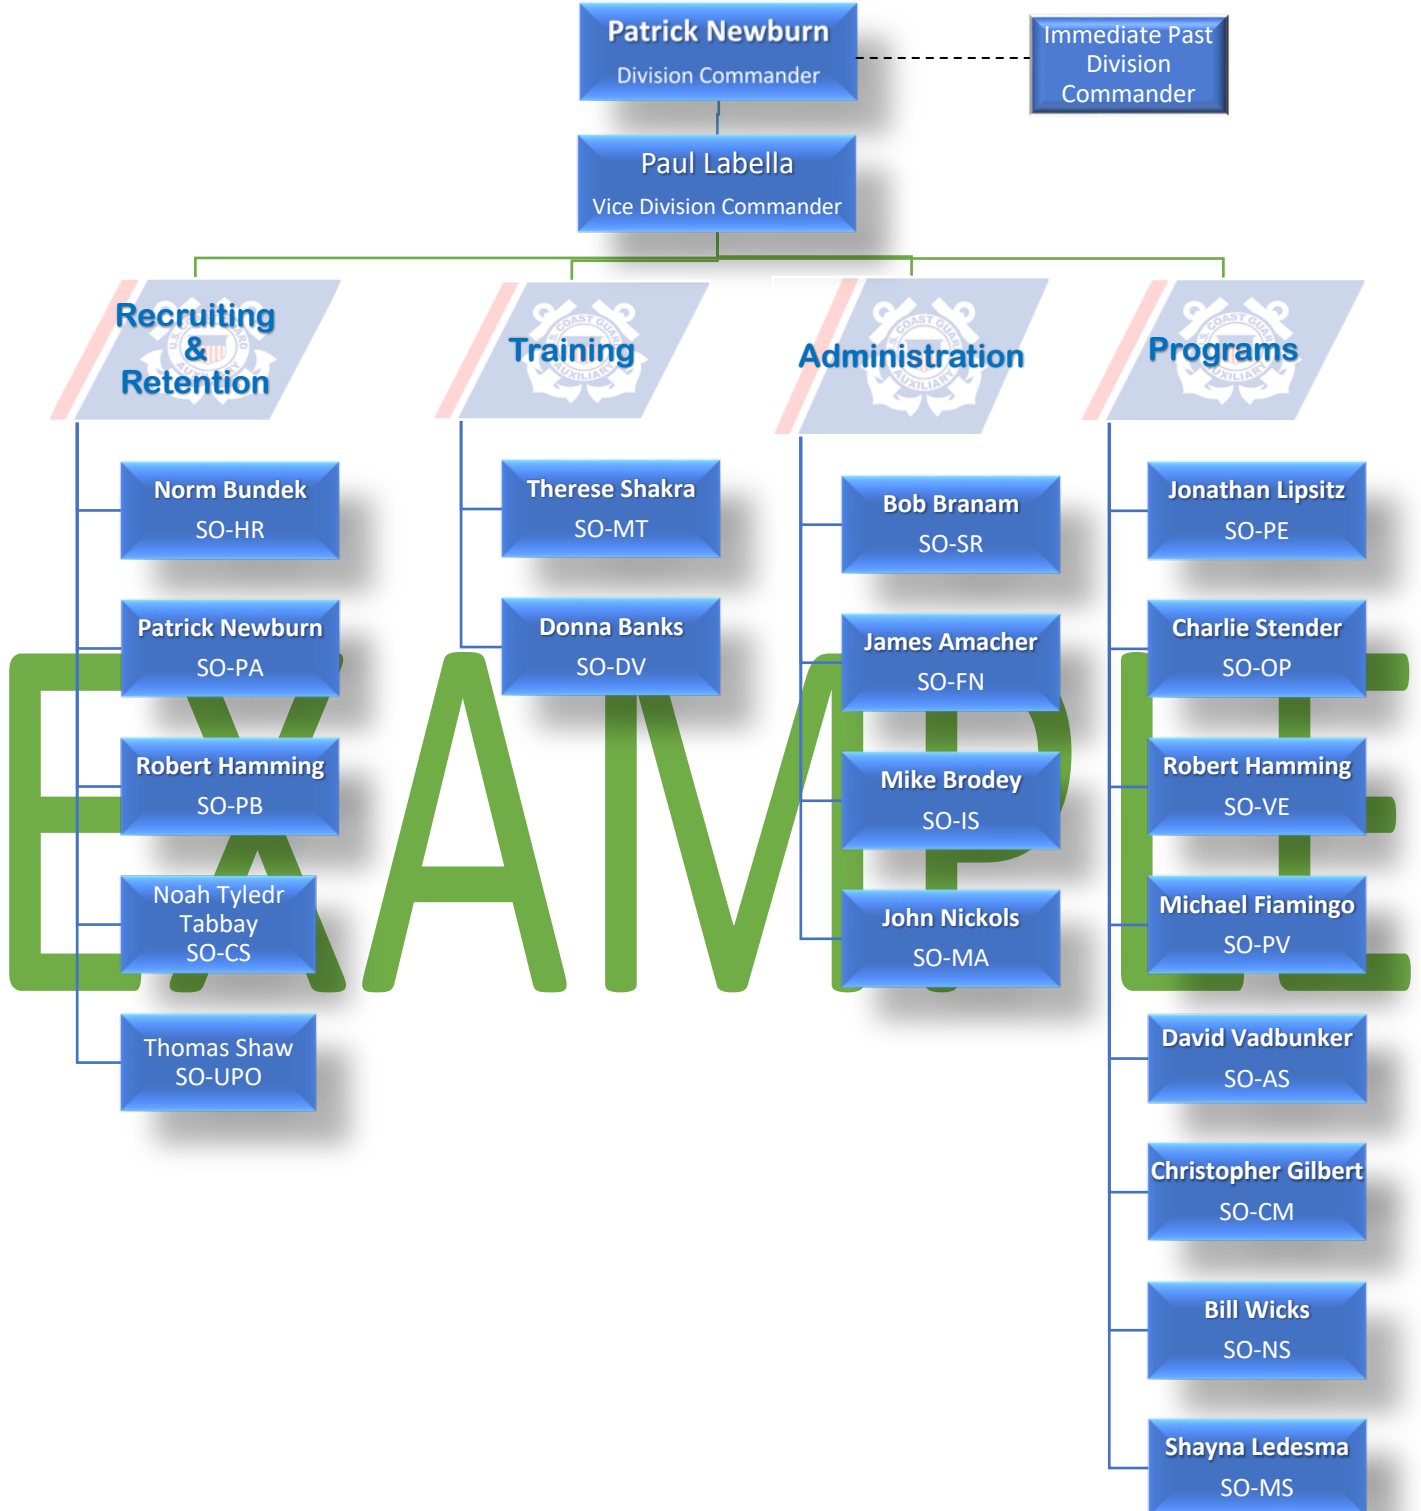 Patrick Newburn
Division Commander
Immediate Past
Division
Commander
Paul Labella
Vice Division Commander
Recruiting
&
Retention
Training
Administration
Programs
Norm Bundek
SO-HR
Patrick Newburn
SO-PA
Robert Hamming
SO-PB
Noah Tyledr
Tabbay
SO-CS
Thomas Shaw
SO-UPO
Therese Shakra
SO-MT
Donna Banks
SO-DV
Bob Branam
SO-SR
James Amacher
SO-FN
Mike Brodey
SO-IS
John Nickols
SO-MA
Jonathan Lipsitz
SO-PE
Charlie Stender
SO-OP
Robert Hamming
SO-VE
Michael Fiamingo
SO-PV
David Vadbunker
SO-AS
Christopher Gilbert
SO-CM
Bill Wicks
SO-NS
Shayna Ledesma
SO-MS
EXAMPLE